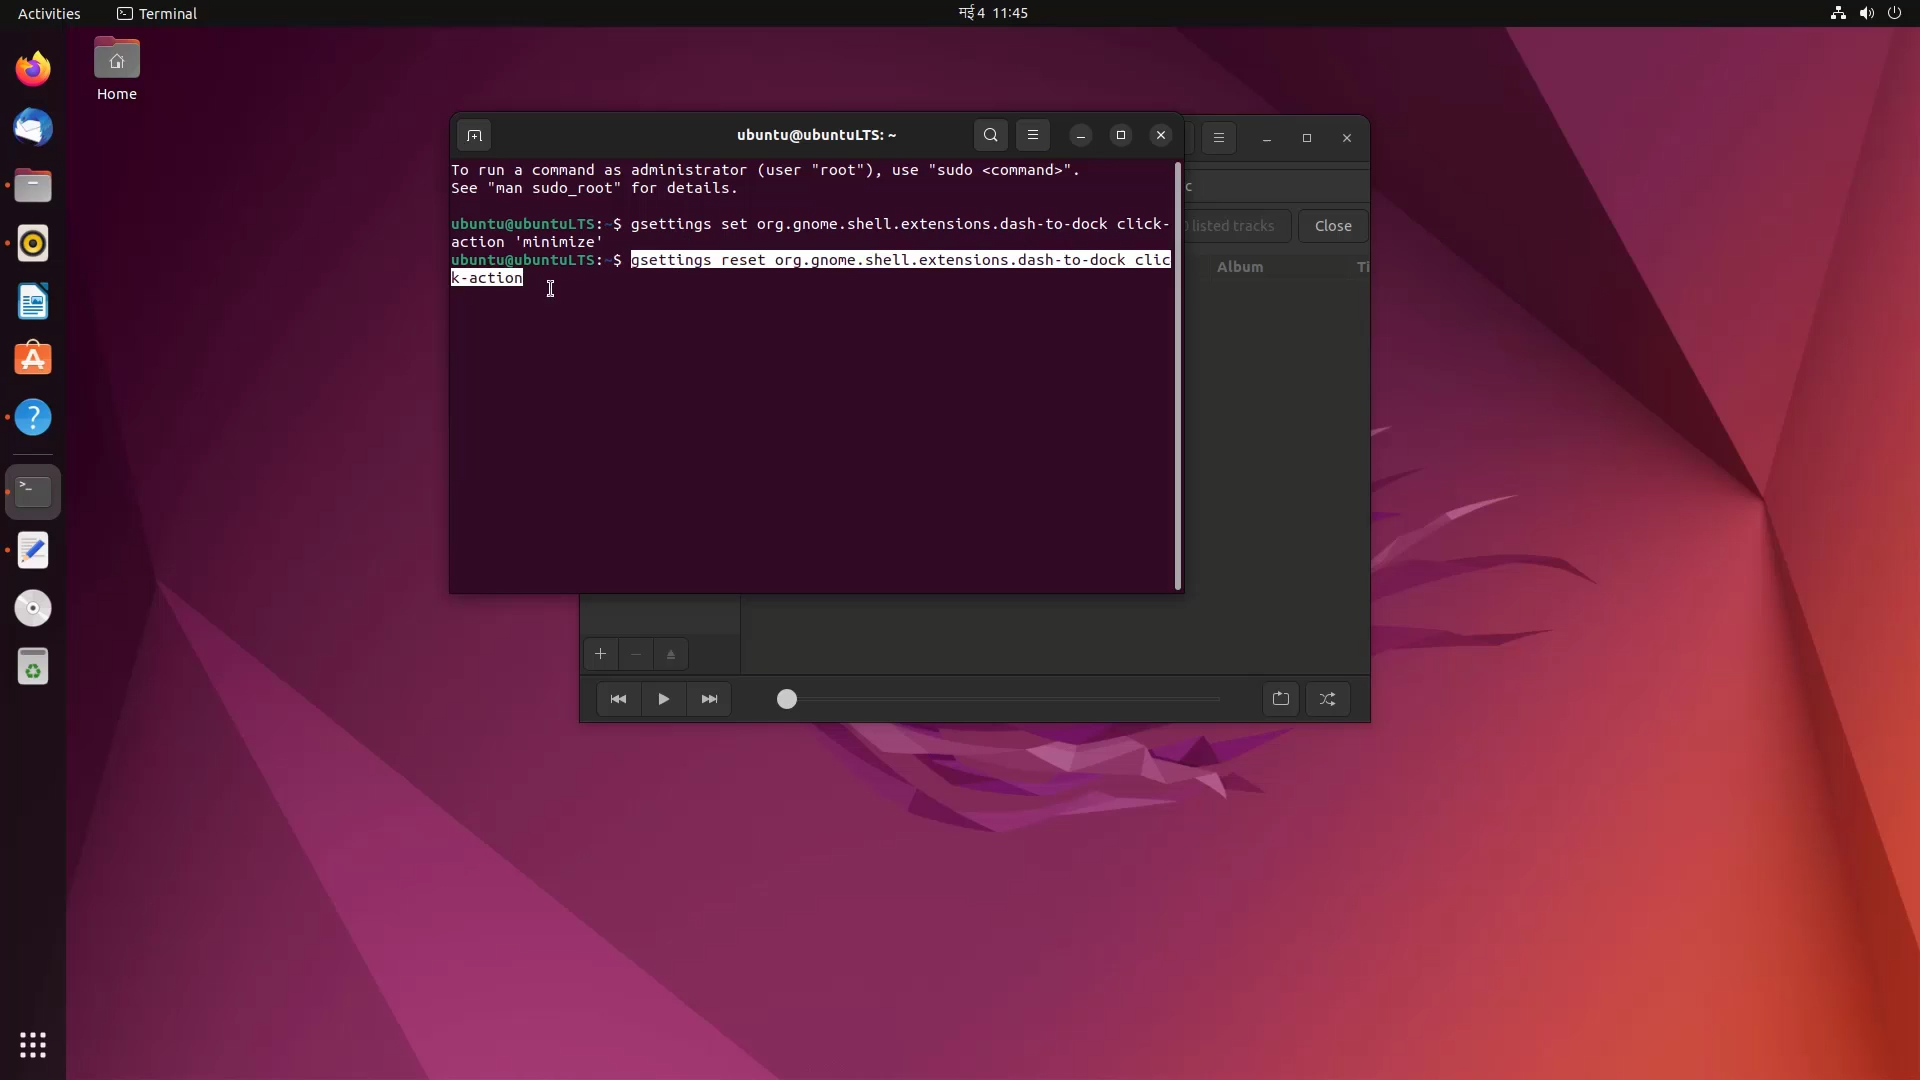 Activities
Terminal
मई 4 11:45
Home
ubuntu@ubuntuLTS: ~
To run a command as administrator (user "root"), use "sudo <command>".
See "man sudo_root" for details.
ubuntu@ubuntuLTS:~$ gsettings set org.gnome.shell.extensions.dash-to-dock click-
action 'minimize'
ubuntu@ubuntuLTS:~$ gsettings reset org.gnome.shell.extensions.dash-to-dock clic
k-action
c
listed tracks
Close
Album
Ti